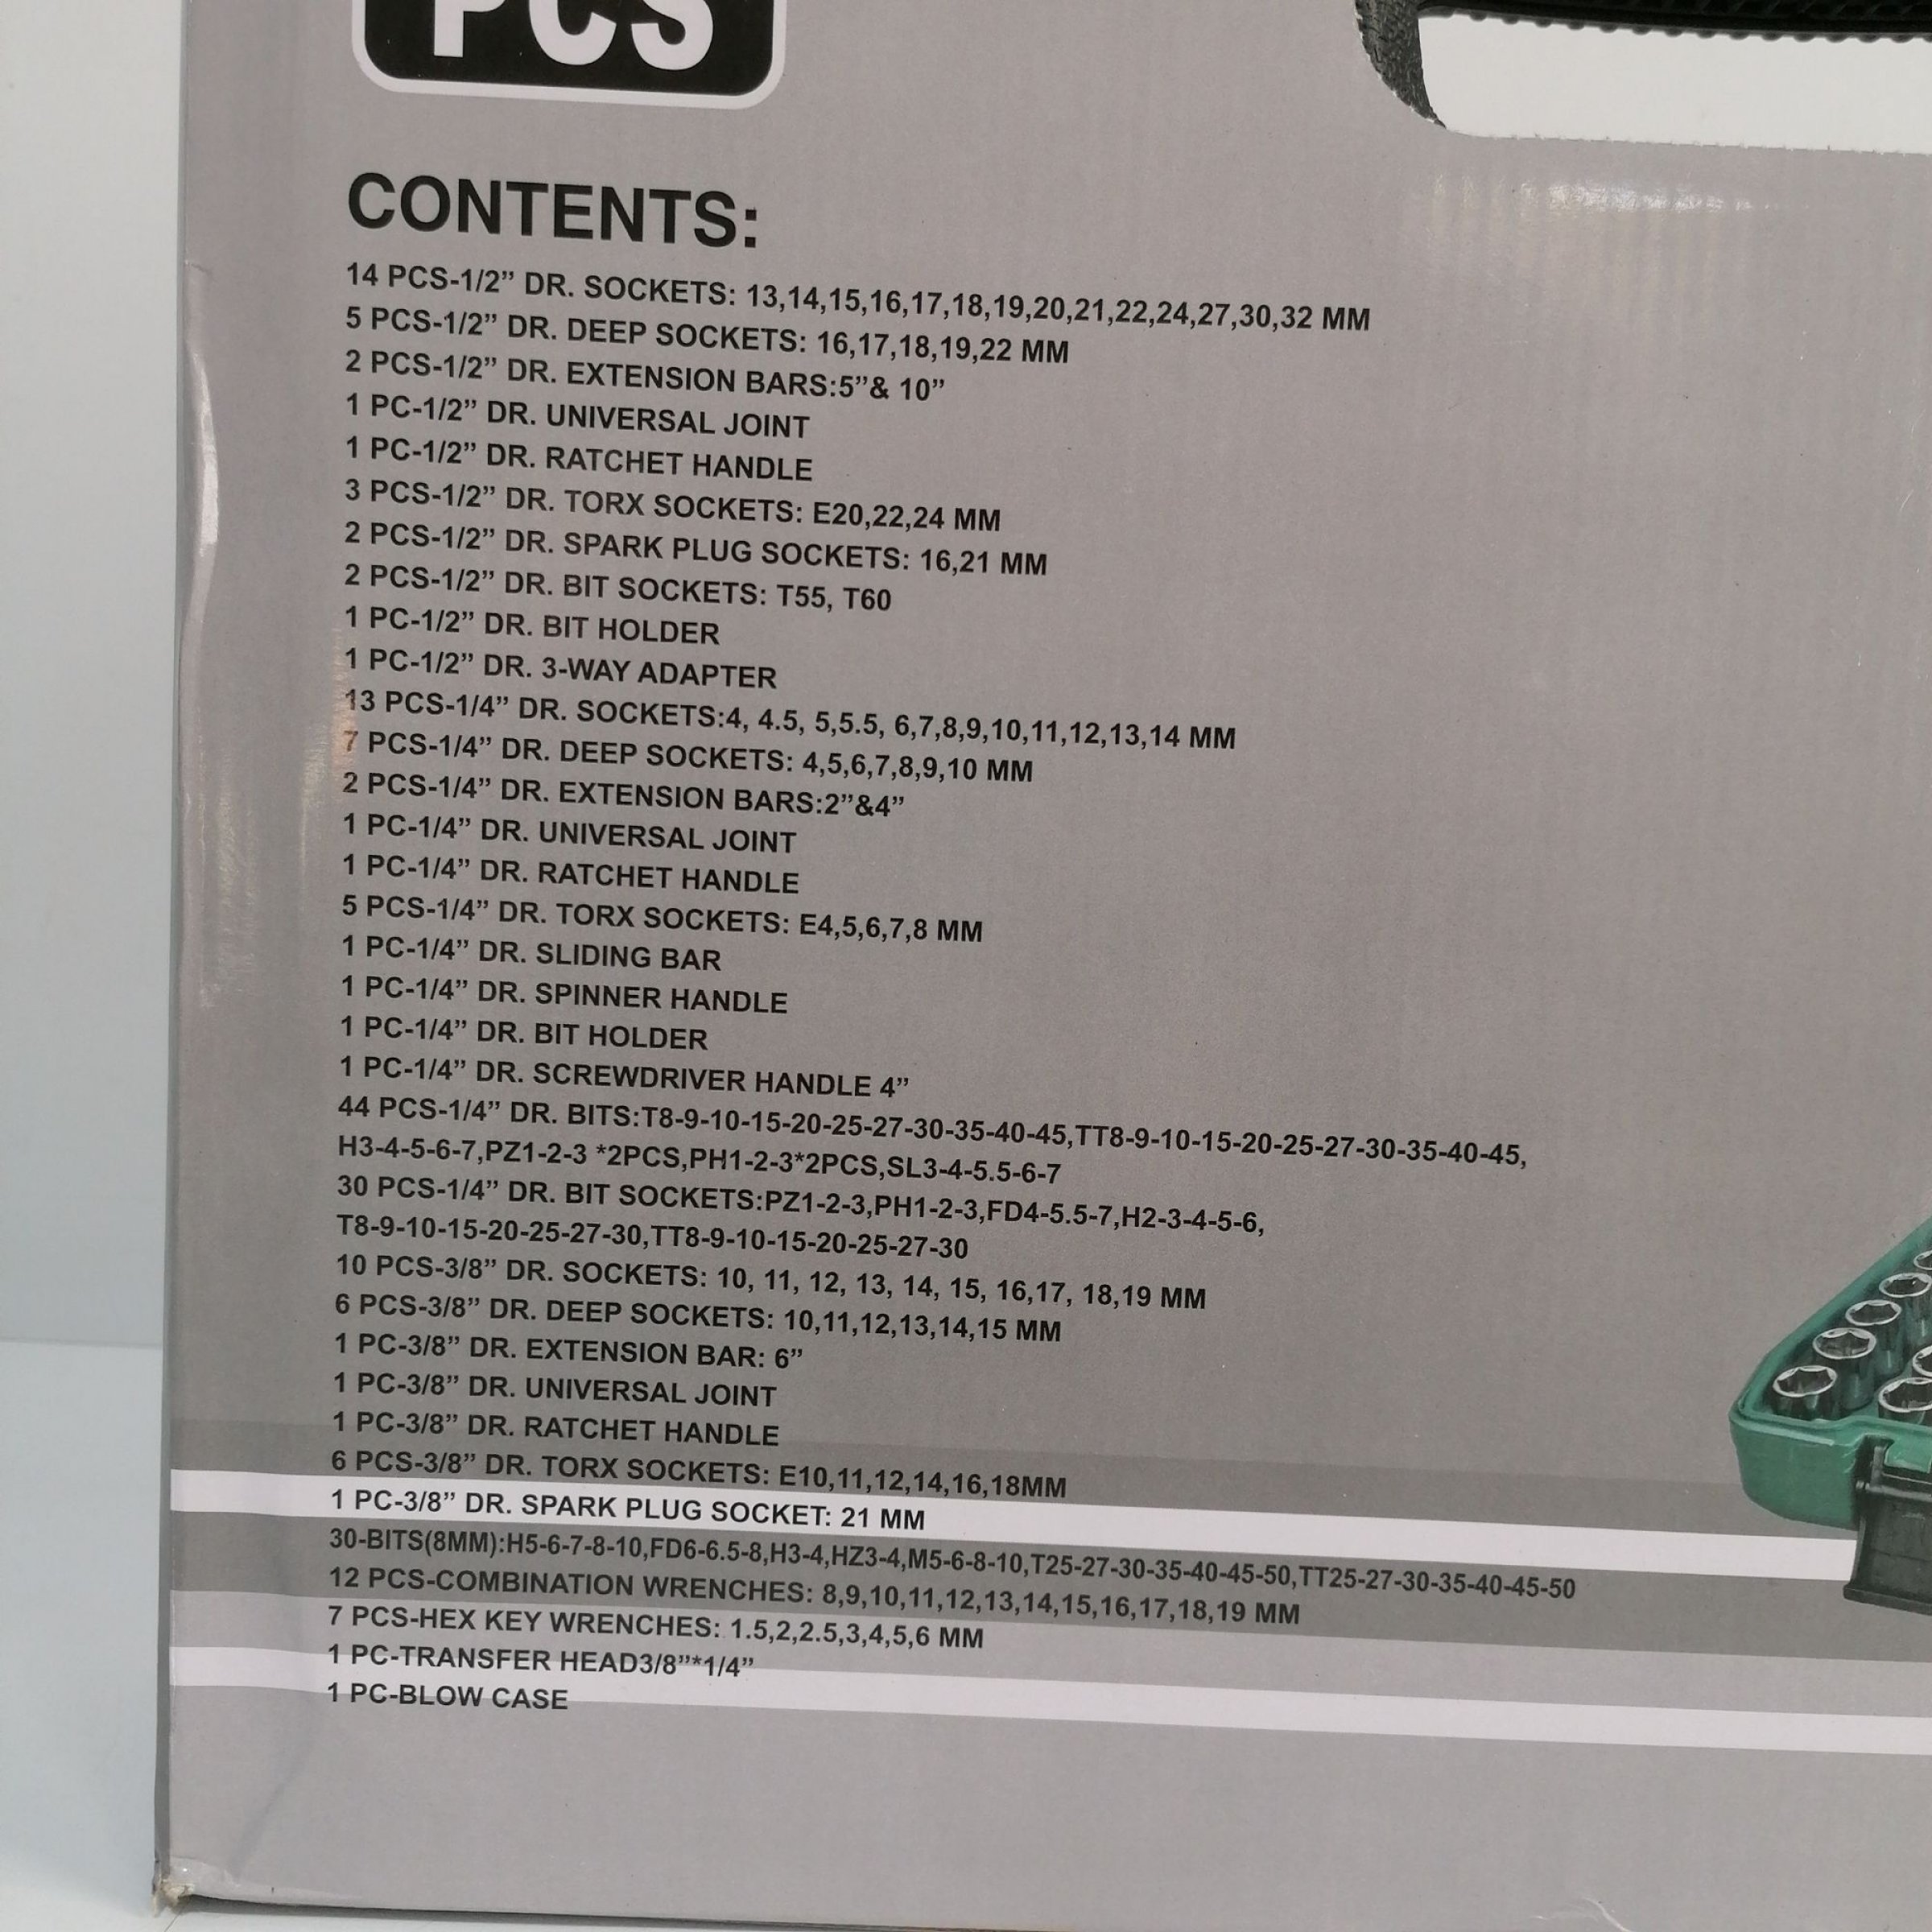 PCS
CONTENTS:
14 PCS-1/2” DR. SOCKETS: 13,14,15,16,17,18,19,20,21,22,24,27,30,32 MM
5 PCS-1/2” DR. DEEP SOCKETS: 16,17,18,19,22 MM
2 PCS-1/2” DR. EXTENSION BARS:5”& 10”
1 PC-1/2” DR. UNIVERSAL JOINT
1 PC-1/2” DR. RATCHET HANDLE
3 PCS-1/2” DR. TORX SOCKETS: E20,22,24 MM
2 PCS-1/2” DR. SPARK PLUG SOCKETS: 16,21 MM
2 PCS-1/2” DR. BIT SOCKETS: T55, T60
1 PC-1/2” DR. BIT HOLDER
1 PC-1/2” DR. 3-WAY ADAPTER
13 PCS-1/4” DR. SOCKETS:4, 4.5, 5,5.5, 6,7,8,9,10,11,12,13,14 MM
7 PCS-1/4” DR. DEEP SOCKETS: 4,5,6,7,8,9,10 MM
2 PCS-1/4” DR. EXTENSION BARS:2”&4”
1 PC-1/4” DR. UNIVERSAL JOINT
1 PC-1/4” DR. RATCHET HANDLE
5 PCS-1/4” DR. TORX SOCKETS: E4,5,6,7,8 MM
1 PC-1/4” DR. SLIDING BAR
1 PC-1/4” DR. SPINNER HANDLE
1 PC-1/4” DR. BIT HOLDER
1 PC-1/4” DR. SCREWDRIVER HANDLE 4”
44 PCS-1/4” DR. BITS:T8-9-10-15-20-25-27-30-35-40-45,TT8-9-10-15-20-25-27-30-35-40-45,
H3-4-5-6-7,PZ1-2-3 *2PCS,PH1-2-3*2PCS,SL3-4-5.5-6-7
30 PCS-1/4” DR. BIT SOCKETS:PZ1-2-3,PH1-2-3,FD4-5.5-7,H2-3-4-5-6,
T8-9-10-15-20-25-27-30,TT8-9-10-15-20-25-27-30
10 PCS-3/8” DR. SOCKETS: 10, 11, 12, 13, 14, 15, 16,17, 18,19 MM
6 PCS-3/8” DR. DEEP SOCKETS: 10,11,12,13,14,15 MM
1 PC-3/8” DR. EXTENSION BAR: 6”
1 PC-3/8” DR. UNIVERSAL JOINT
1 PC-3/8” DR. RATCHET HANDLE
6 PCS-3/8” DR. TORX SOCKETS: E10,11,12,14,16,18MM
1 PC-3/8” DR. SPARK PLUG SOCKET: 21 MM
30-BITS(8MM):H5-6-7-8-10,FD6-6.5-8,H3-4,HZ3-4,M5-6-8-10,T25-27-30-35-40-45-50,TT25-27-30-35-40-45-50
12 PCS-COMBINATION WRENCHES: 8,9,10,11,12,13,14,15,16,17,18,19 MM
7 PCS-HEX KEY WRENCHES: 1.5,2,2.5,3,4,5,6 MM
1 PC-TRANSFER HEAD3/8”*1/4”
1 PC-BLOW CASE